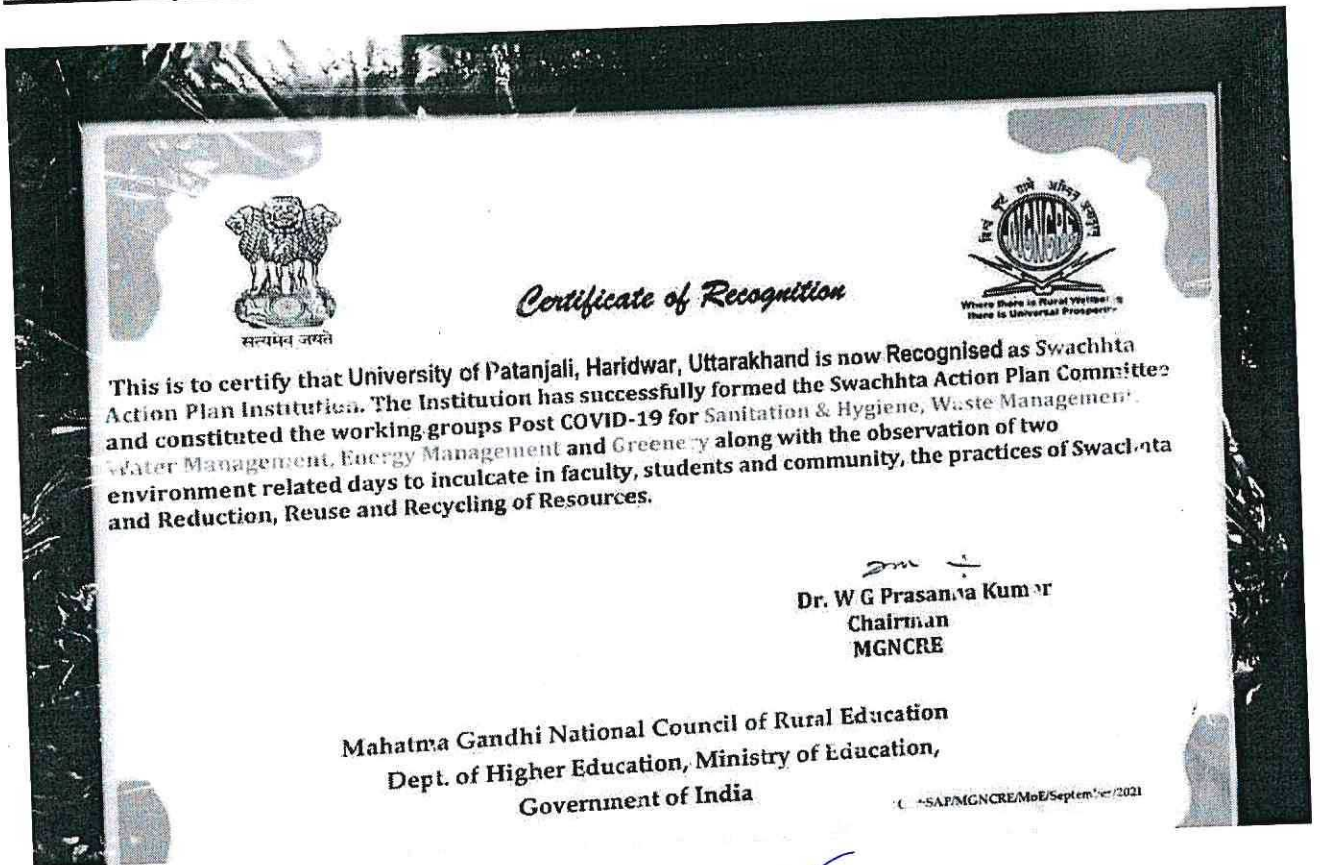 सत्यमेव जयते
MGNCRE
Where there is Rural Wellbeing
there is Universal Prosperity
Certificate of Recognition
This is to certify that University of Patanjali, Haridwar, Uttarakhand is now Recognised as Swachhta
Action Plan Institution. The Institution has successfully formed the Swachhta Action Plan Committee
and constituted the working groups Post COVID-19 for Sanitation & Hygiene, Waste Management,
Water Management, Energy Management and Greenery along with the observation of two
environment related days to inculcate in faculty, students and community, the practices of Swachhta
and Reduction, Reuse and Recycling of Resources.
Dr. W G Prasanna Kumar
Chairman
MGNCRE
Mahatma Gandhi National Council of Rural Education
Dept. of Higher Education, Ministry of Education,
Government of India
SAP/MGNCRE/MoE/September/2021